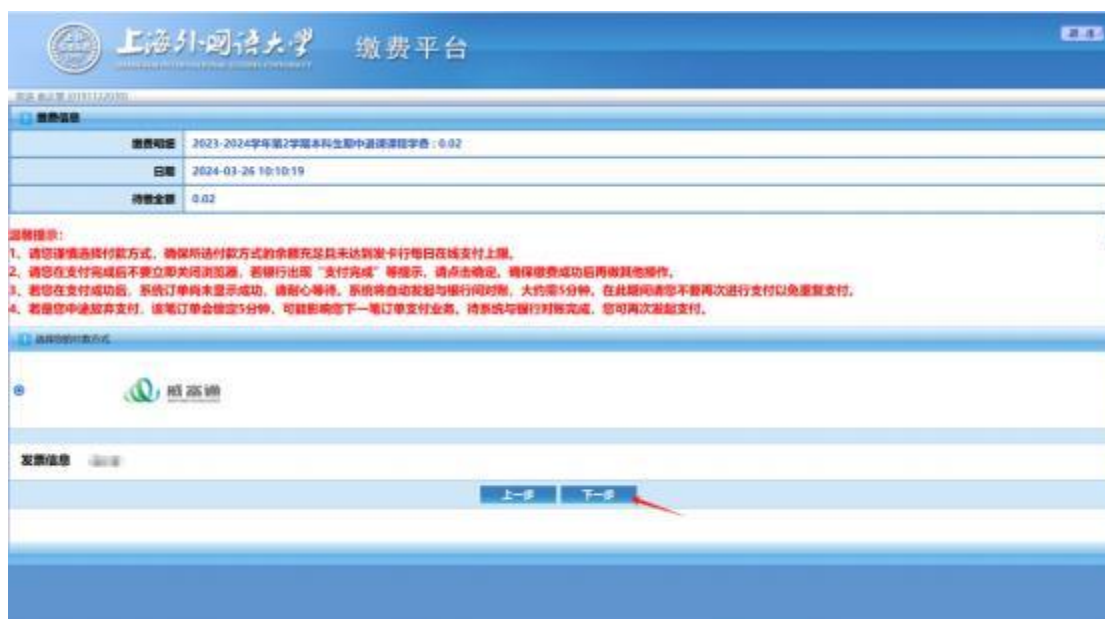 上海外国语大学 缴费平台
SHANGHAI INTERNATIONAL STUDIES UNIVERSITY
缴费信息
缴费明细 2023-2024学年第2学期本科生期中退课课程学费：0.02
日期 2024-03-26 10:10:19
待缴金额 0.02
温馨提示：
1、请您谨慎选择付款方式，确保所选付款方式的余额充足且未达到发卡行每日在线支付上限。
2、请您在支付完成后不要立即关闭浏览器，若银行出现“支付完成”等提示，请点击确定，确保缴费成功后再做其他操作。
3、若您在支付成功后，系统订单尚未显示成功，请耐心等待，系统将自动发起与银行间对账，大约需5分钟，在此期间请您不要再次进行支付以免重复支付。
4、若是您中途放弃支付，该笔订单会锁定5分钟，可能影响您下一笔订单支付业务，待系统与银行对账完成，您可再次发起支付。
选择您的付款方式
威富通
发票信息
上一步 下一步